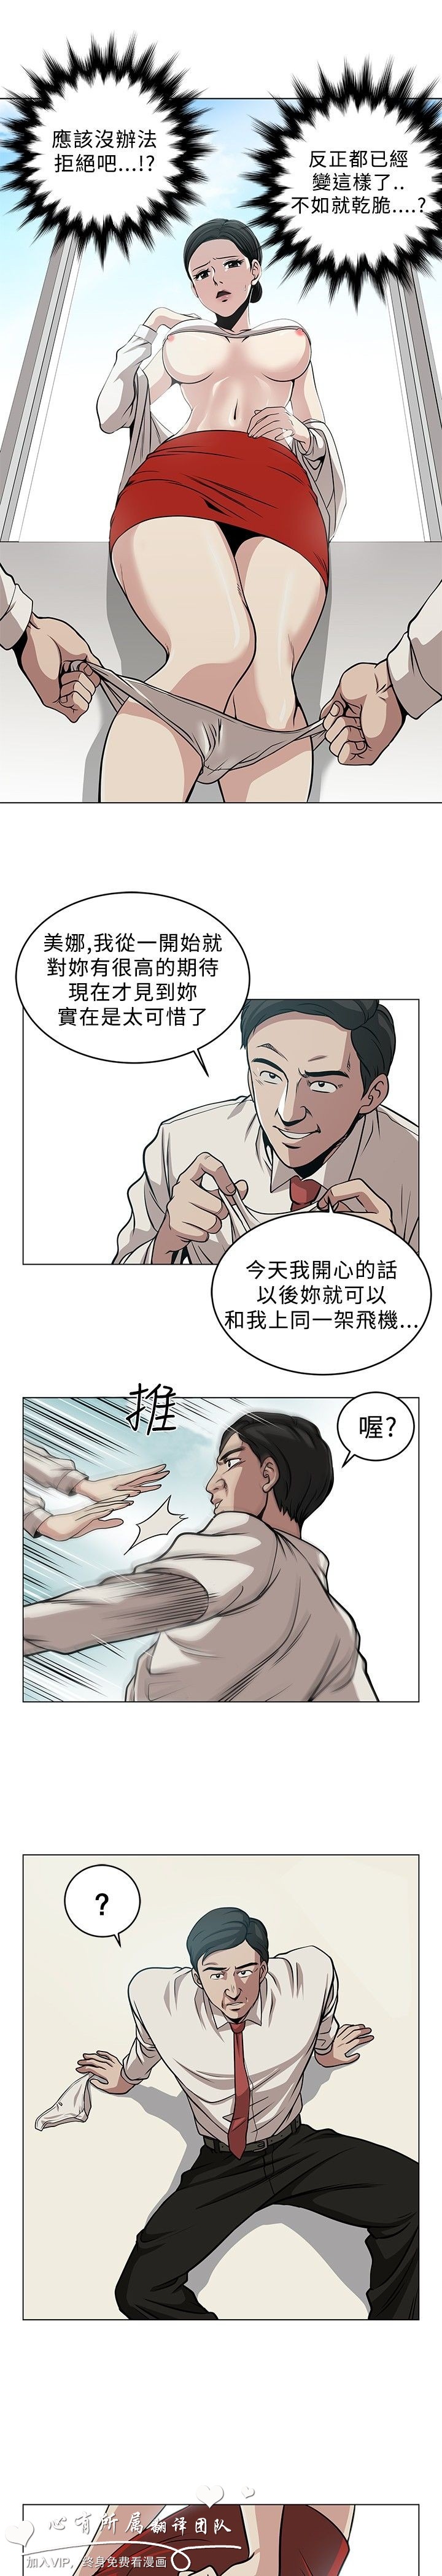 應該沒辦法
拒絕吧...!?
反正都已經
變這樣了..
不如就乾脆....?
美娜,我從一開始就
對妳有很高的期待
現在才見到妳
實在是太可惜了
今天我開心的話
以後妳就可以
和我上同一架飛機...
推
喔?
?
心有所属翻译团队
加入VIP，终身免费看漫画